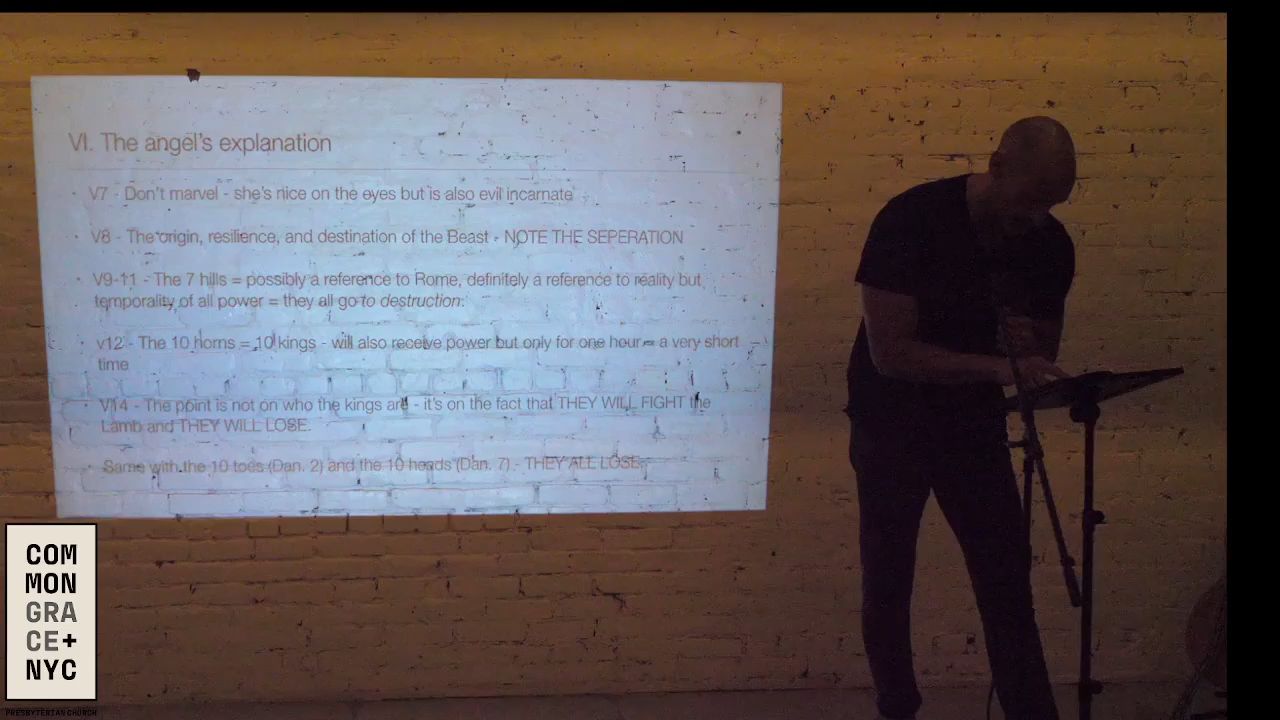 VI. The angel's explanation
• V7 - Don't marvel - she's nice on the eyes but is also evil incarnate
• V8 - The origin, resilience, and destination of the Beast - NOTE THE SEPERATION
• V9-11 - The 7 hills = possibly a reference to Rome, definitely a reference to reality but
temporality of all power = they all go to destruction.
• v12 - The 10 horns = 10 kings - will also receive power but only for one hour = a very short
time
• V14 - The point is not on who the kings are - it's on the fact that THEY WILL FIGHT the
Lamb and THEY WILL LOSE.
• Same with the 10 toes (Dan. 2) and the 10 heads (Dan. 7) - THEY ALL LOSE.
COM
MON
GRA
CE+
NYC
PRESBYTERIAN CHURCH